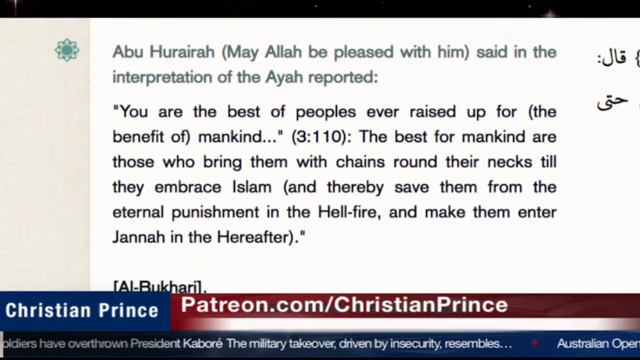 Abu Hurairah (May Allah be pleased with him) said in the
interpretation of the Ayah reported:
"You are the best of peoples ever raised up for (the
benefit of) mankind..." (3:110): The best for mankind are
those who bring them with chains round their necks till
they embrace Islam (and thereby save them from the
eternal punishment in the Hell-fire, and make them enter
Jannah in the Hereafter)."
[Al-Bukhari].
قال:
حتى
Christian Prince
Patreon.com/ChristianPrince
oldiers have overthrown President Kaboré The military takeover, driven by insecurity, resembles… Australian Open